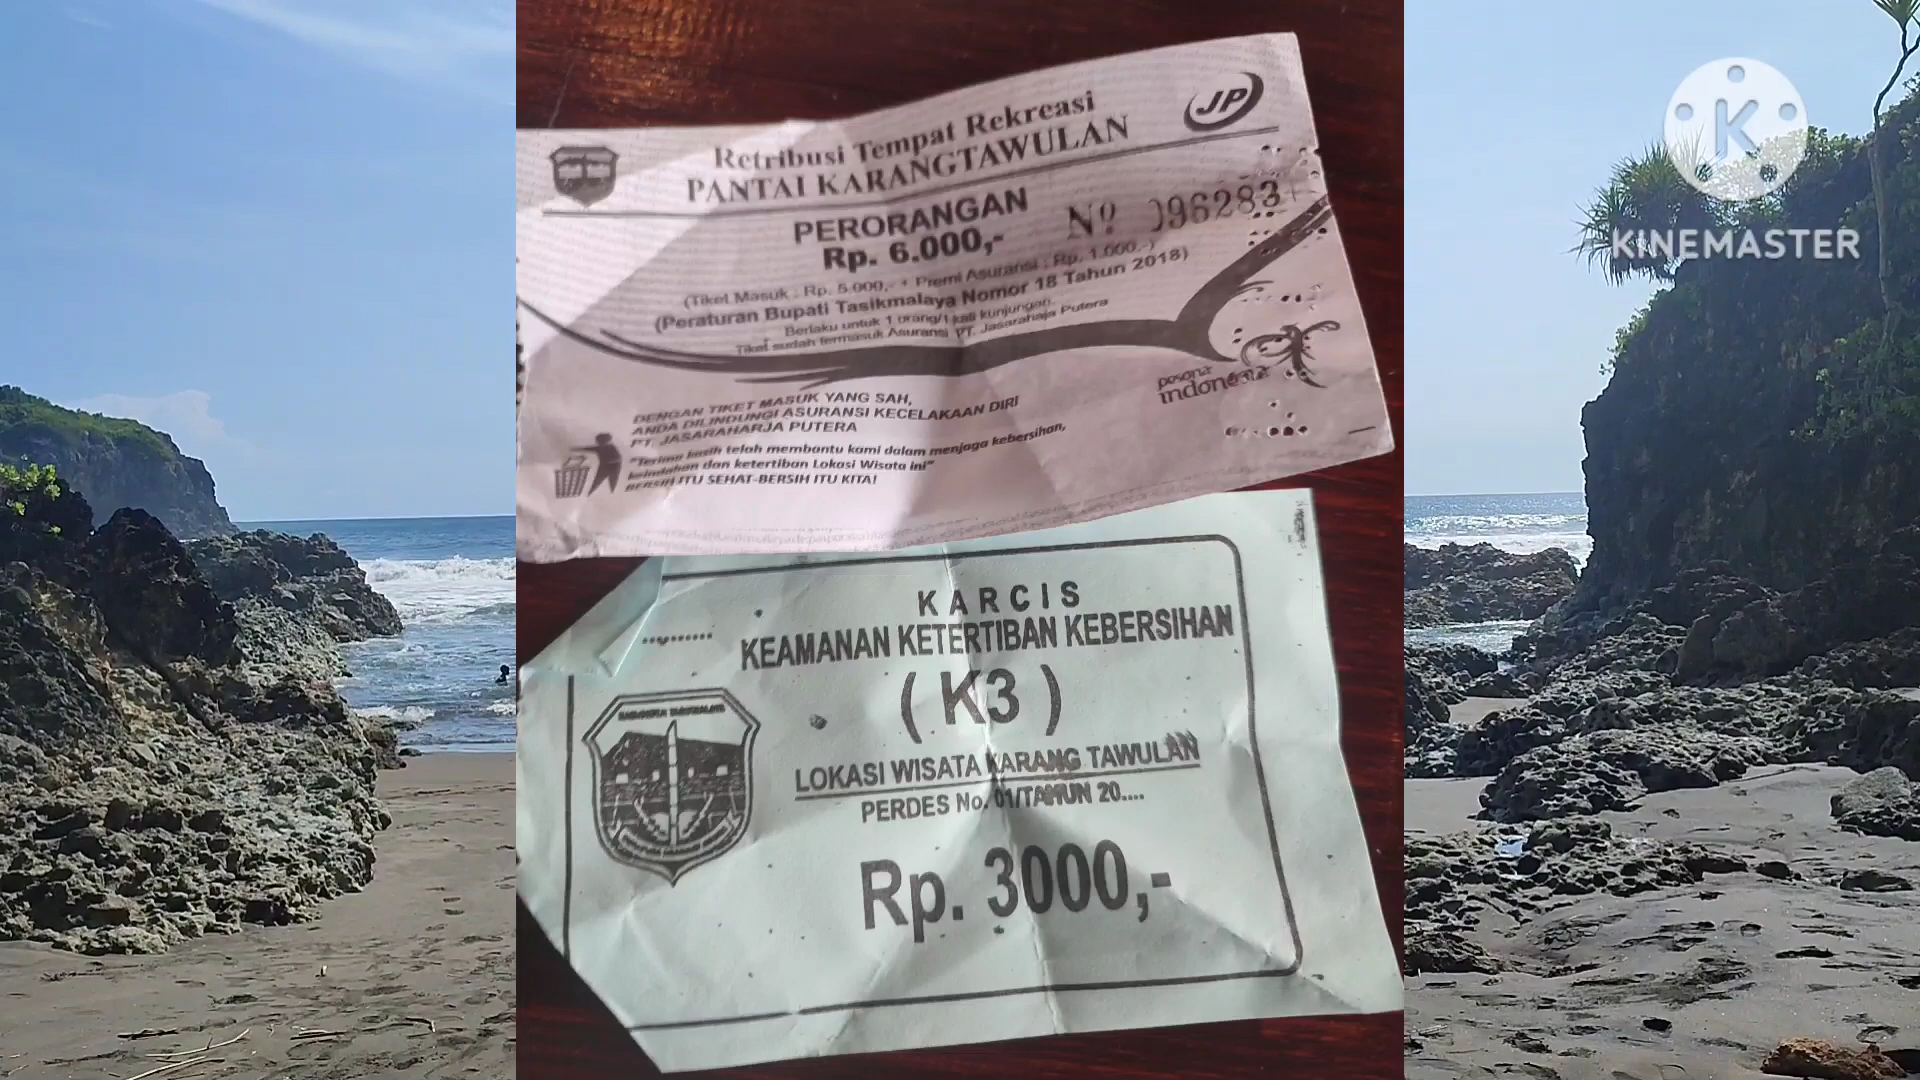 Retribusi Tempat Rekreasi
PANTAI KARANGTAWULAN
JP
PERORANGAN
Rp. 6.000,-
Nº 096283
(Tiket Masuk : Rp. 5.000,- + Premi Asuransi : Rp. 1.000.-)
(Peraturan Bupati Tasikmalaya Nomor 18 Tahun 2018)
Berlaku untuk 1 orang/1 kali kunjungan.
Tiket sudah termasuk Asuransi PT. Jasaraharja Putera
pesona
indonesia
DENGAN TIKET MASUK YANG SAH,
ANDA DILINDUNGI ASURANSI KECELAKAAN DIRI
PT. JASARAHARJA PUTERA
"Terima kasih telah membantu kami dalam menjaga kebersihan,
keindahan dan ketertiban Lokasi Wisata ini"
BERSIH ITU SEHAT-BERSIH ITU KITA!
KARCIS
KEAMANAN KETERTIBAN KEBERSIHAN
( K3 )
LOKASI WISATA KARANG TAWULAN
PERDES No. 01/TAHUN 20....
Rp. 3000,-
K
KINEMASTER